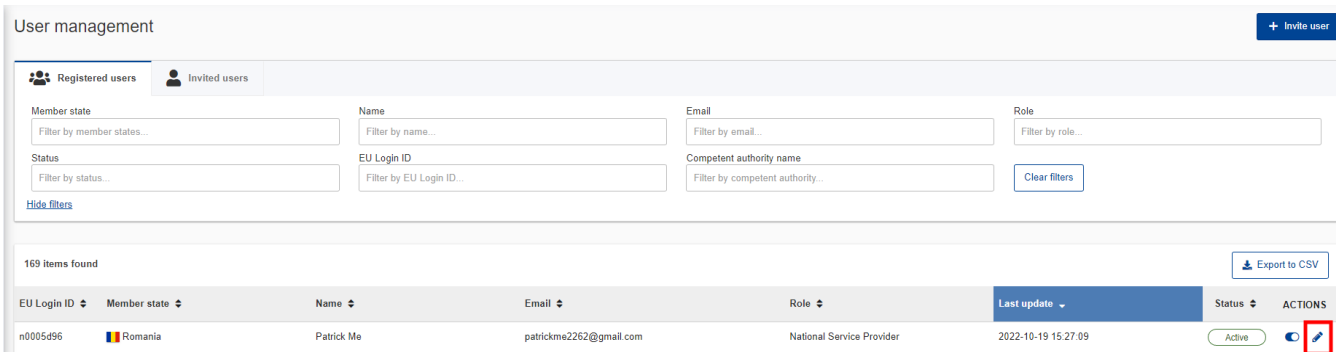 User management
+ Invite user
Registered users Invited users
Member state Name Email Role
Filter by member states... Filter by name... Filter by email... Filter by role...
Status EU Login ID Competent authority name
Filter by status... Filter by EU Login ID... Filter by competent authority... Clear filters
Hide filters
169 items found Export to CSV
EU Login ID Member state Name Email Role Last update Status ACTIONS
n0005d96 Romania Patrick Me patrickme2262@gmail.com National Service Provider 2022-10-19 15:27:09 Active